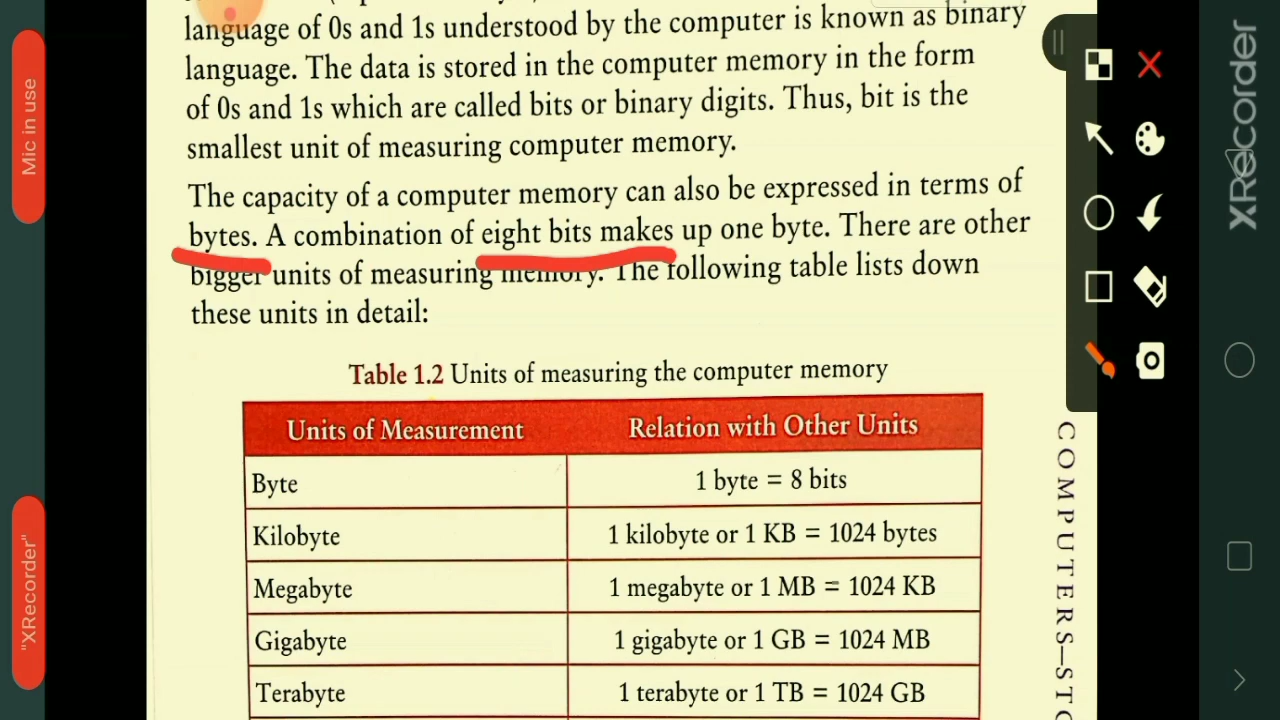 language of 0s and 1s understood by the computer is known as binary
language. The data is stored in the computer memory in the form
of 0s and 1s which are called bits or binary digits. Thus, bit is the
smallest unit of measuring computer memory.
The capacity of a computer memory can also be expressed in terms of
bytes. A combination of eight bits makes up one byte. There are other
bigger units of measuring memory. The following table lists down
these units in detail:
Table 1.2 Units of measuring the computer memory
Units of Measurement Relation with Other Units
Byte 1 byte = 8 bits
Kilobyte 1 kilobyte or 1 KB = 1024 bytes
Megabyte 1 megabyte or 1 MB = 1024 KB
Gigabyte 1 gigabyte or 1 GB = 1024 MB
Terabyte 1 terabyte or 1 TB = 1024 GB
COMPUTERS—STO
Mic in use
"XRecorder"
XRecorder